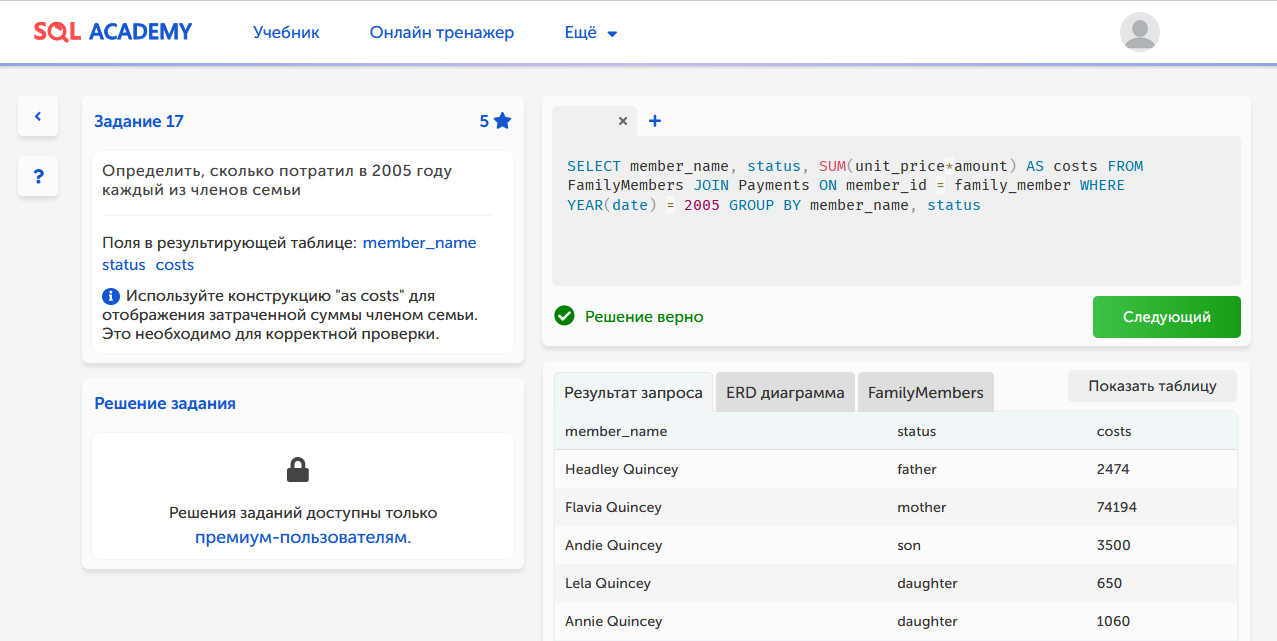 SQL ACADEMY
Учебник
Онлайн тренажер
Ещё
Задание 17
5
Определить, сколько потратил в 2005 году
каждый из членов семьи
Поля в результирующей таблице: member_name
status costs
Используйте конструкцию "as costs" для
отображения затраченной суммы членом семьи.
Это необходимо для корректной проверки.
Решение задания
Решения заданий доступны только
премиум-пользователям.
SELECT member_name, status, SUM(unit_price*amount) AS costs FROM
FamilyMembers JOIN Payments ON member_id = family_member WHERE
YEAR(date) = 2005 GROUP BY member_name, status
Решение верно
Следующий
Результат запроса
ERD диаграмма
FamilyMembers
Показать таблицу
member_name status costs
Headley Quincey father 2474
Flavia Quincey mother 74194
Andie Quincey son 3500
Lela Quincey daughter 650
Annie Quincey daughter 1060